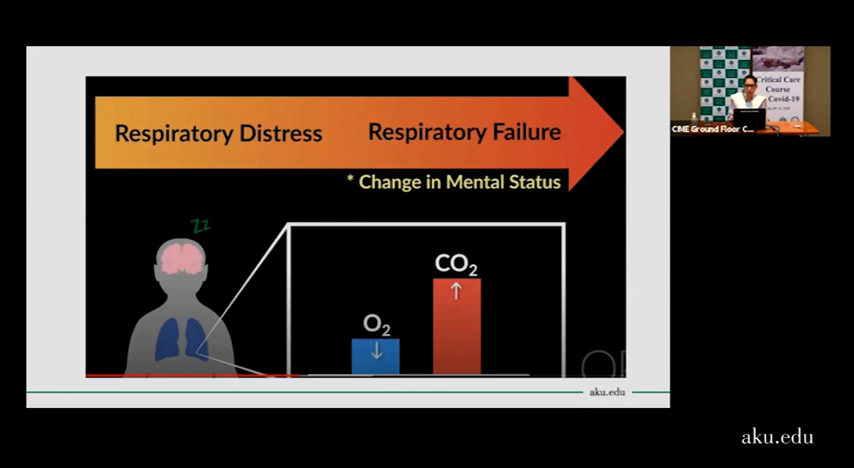 Respiratory Distress
Respiratory Failure
* Change in Mental Status
Zz
CO₂
↑
O₂
↓
aku.edu
Critical Care
Course
Covid-19
CIME Ground Floor C...
aku.edu